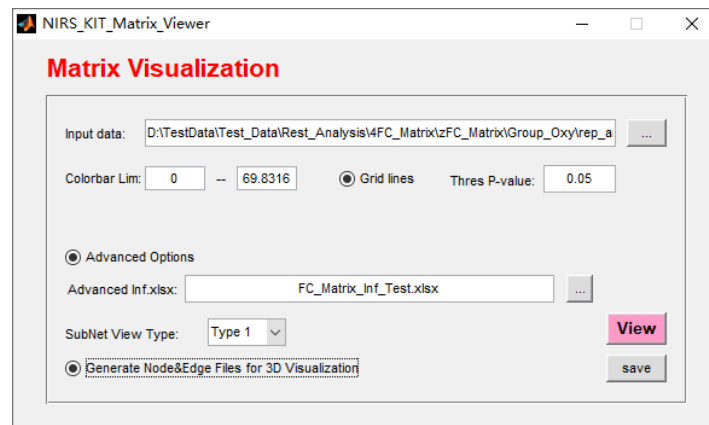 NIRS_KIT_Matrix_Viewer
Matrix Visualization
Input data: D:\TestData\Test_Data\Rest_Analysis\4FC_Matrix\zFC_Matrix\Group_Oxy\rep_a ...
Colorbar Lim: 0 -- 69.8316 Grid lines Thres P-value: 0.05
Advanced Options
Advanced Inf.xlsx: FC_Matrix_Inf_Test.xlsx ...
SubNet View Type: Type 1 View
Generate Node&Edge Files for 3D Visualization save